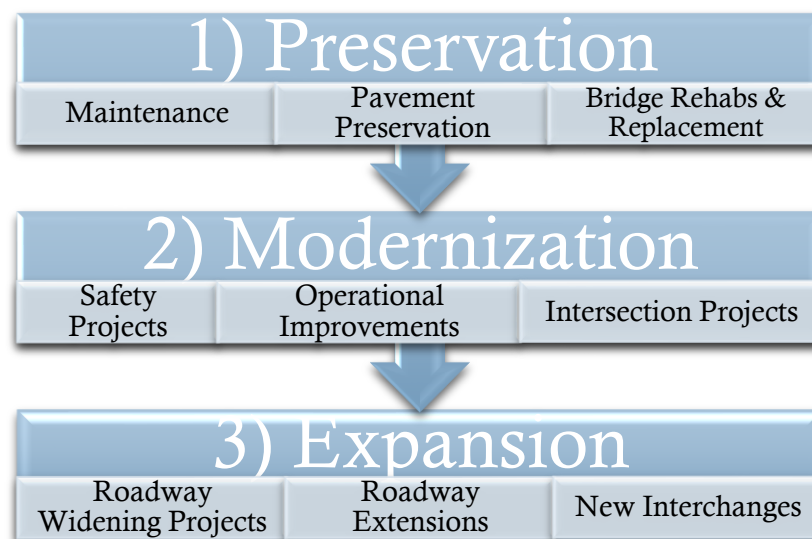 1) Preservation
Maintenance
Pavement
Preservation
Bridge Rehabs &
Replacement
2) Modernization
Safety
Projects
Operational
Improvements
Intersection Projects
3) Expansion
Roadway
Widening Projects
Roadway
Extensions
New Interchanges